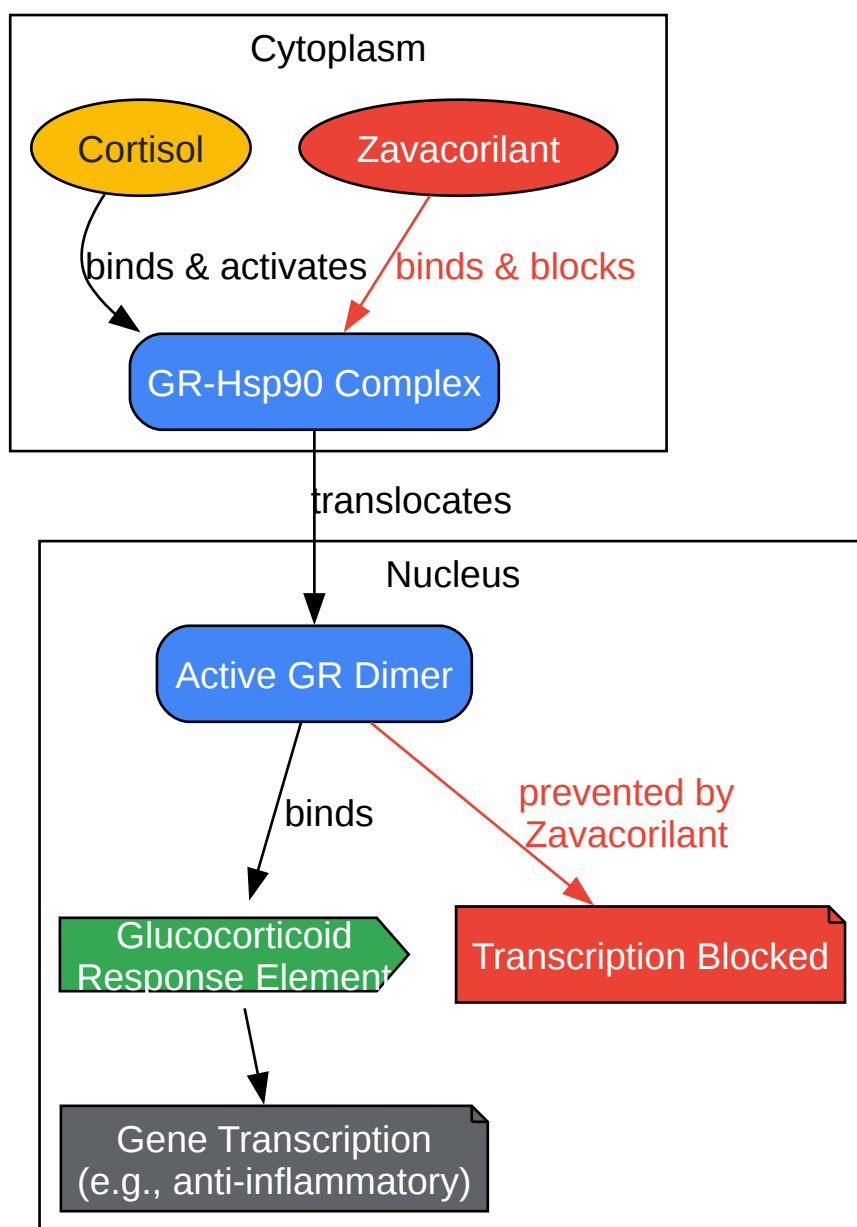 Cytoplasm
Cortisol
Zavacorilant
binds & activates
binds & blocks
GR-Hsp90 Complex
translocates
Nucleus
Active GR Dimer
binds
prevented by
Zavacorilant
Glucocorticoid
Response Element
Transcription Blocked
Gene Transcription
(e.g., anti-inflammatory)